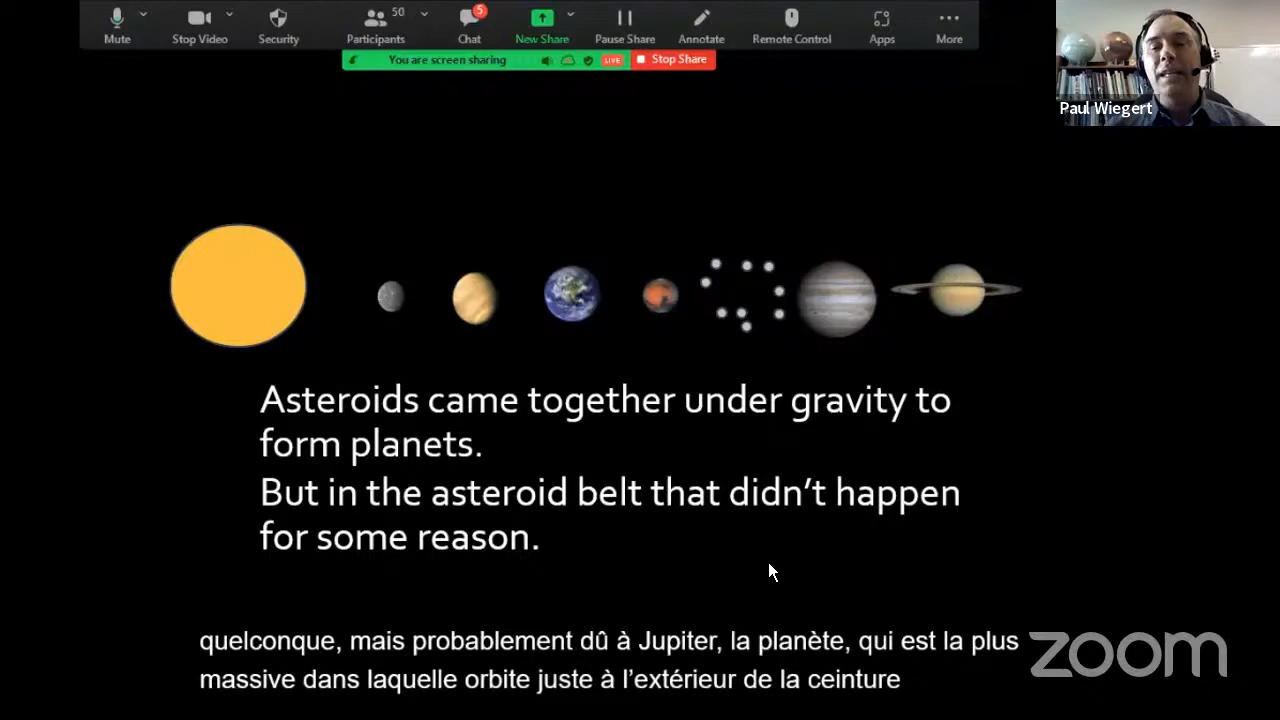 Mute
Stop Video
Security
Participants
50
Chat
5
New Share
Pause Share
Annotate
Remote Control
Apps
More
You are screen sharing
LIVE
Stop Share
Paul Wiegert
Asteroids came together under gravity to
form planets.
But in the asteroid belt that didn't happen
for some reason.
quelconque, mais probablement dû à Jupiter, la planète, qui est la plus
massive dans laquelle orbite juste à l'extérieur de la ceinture
zoom